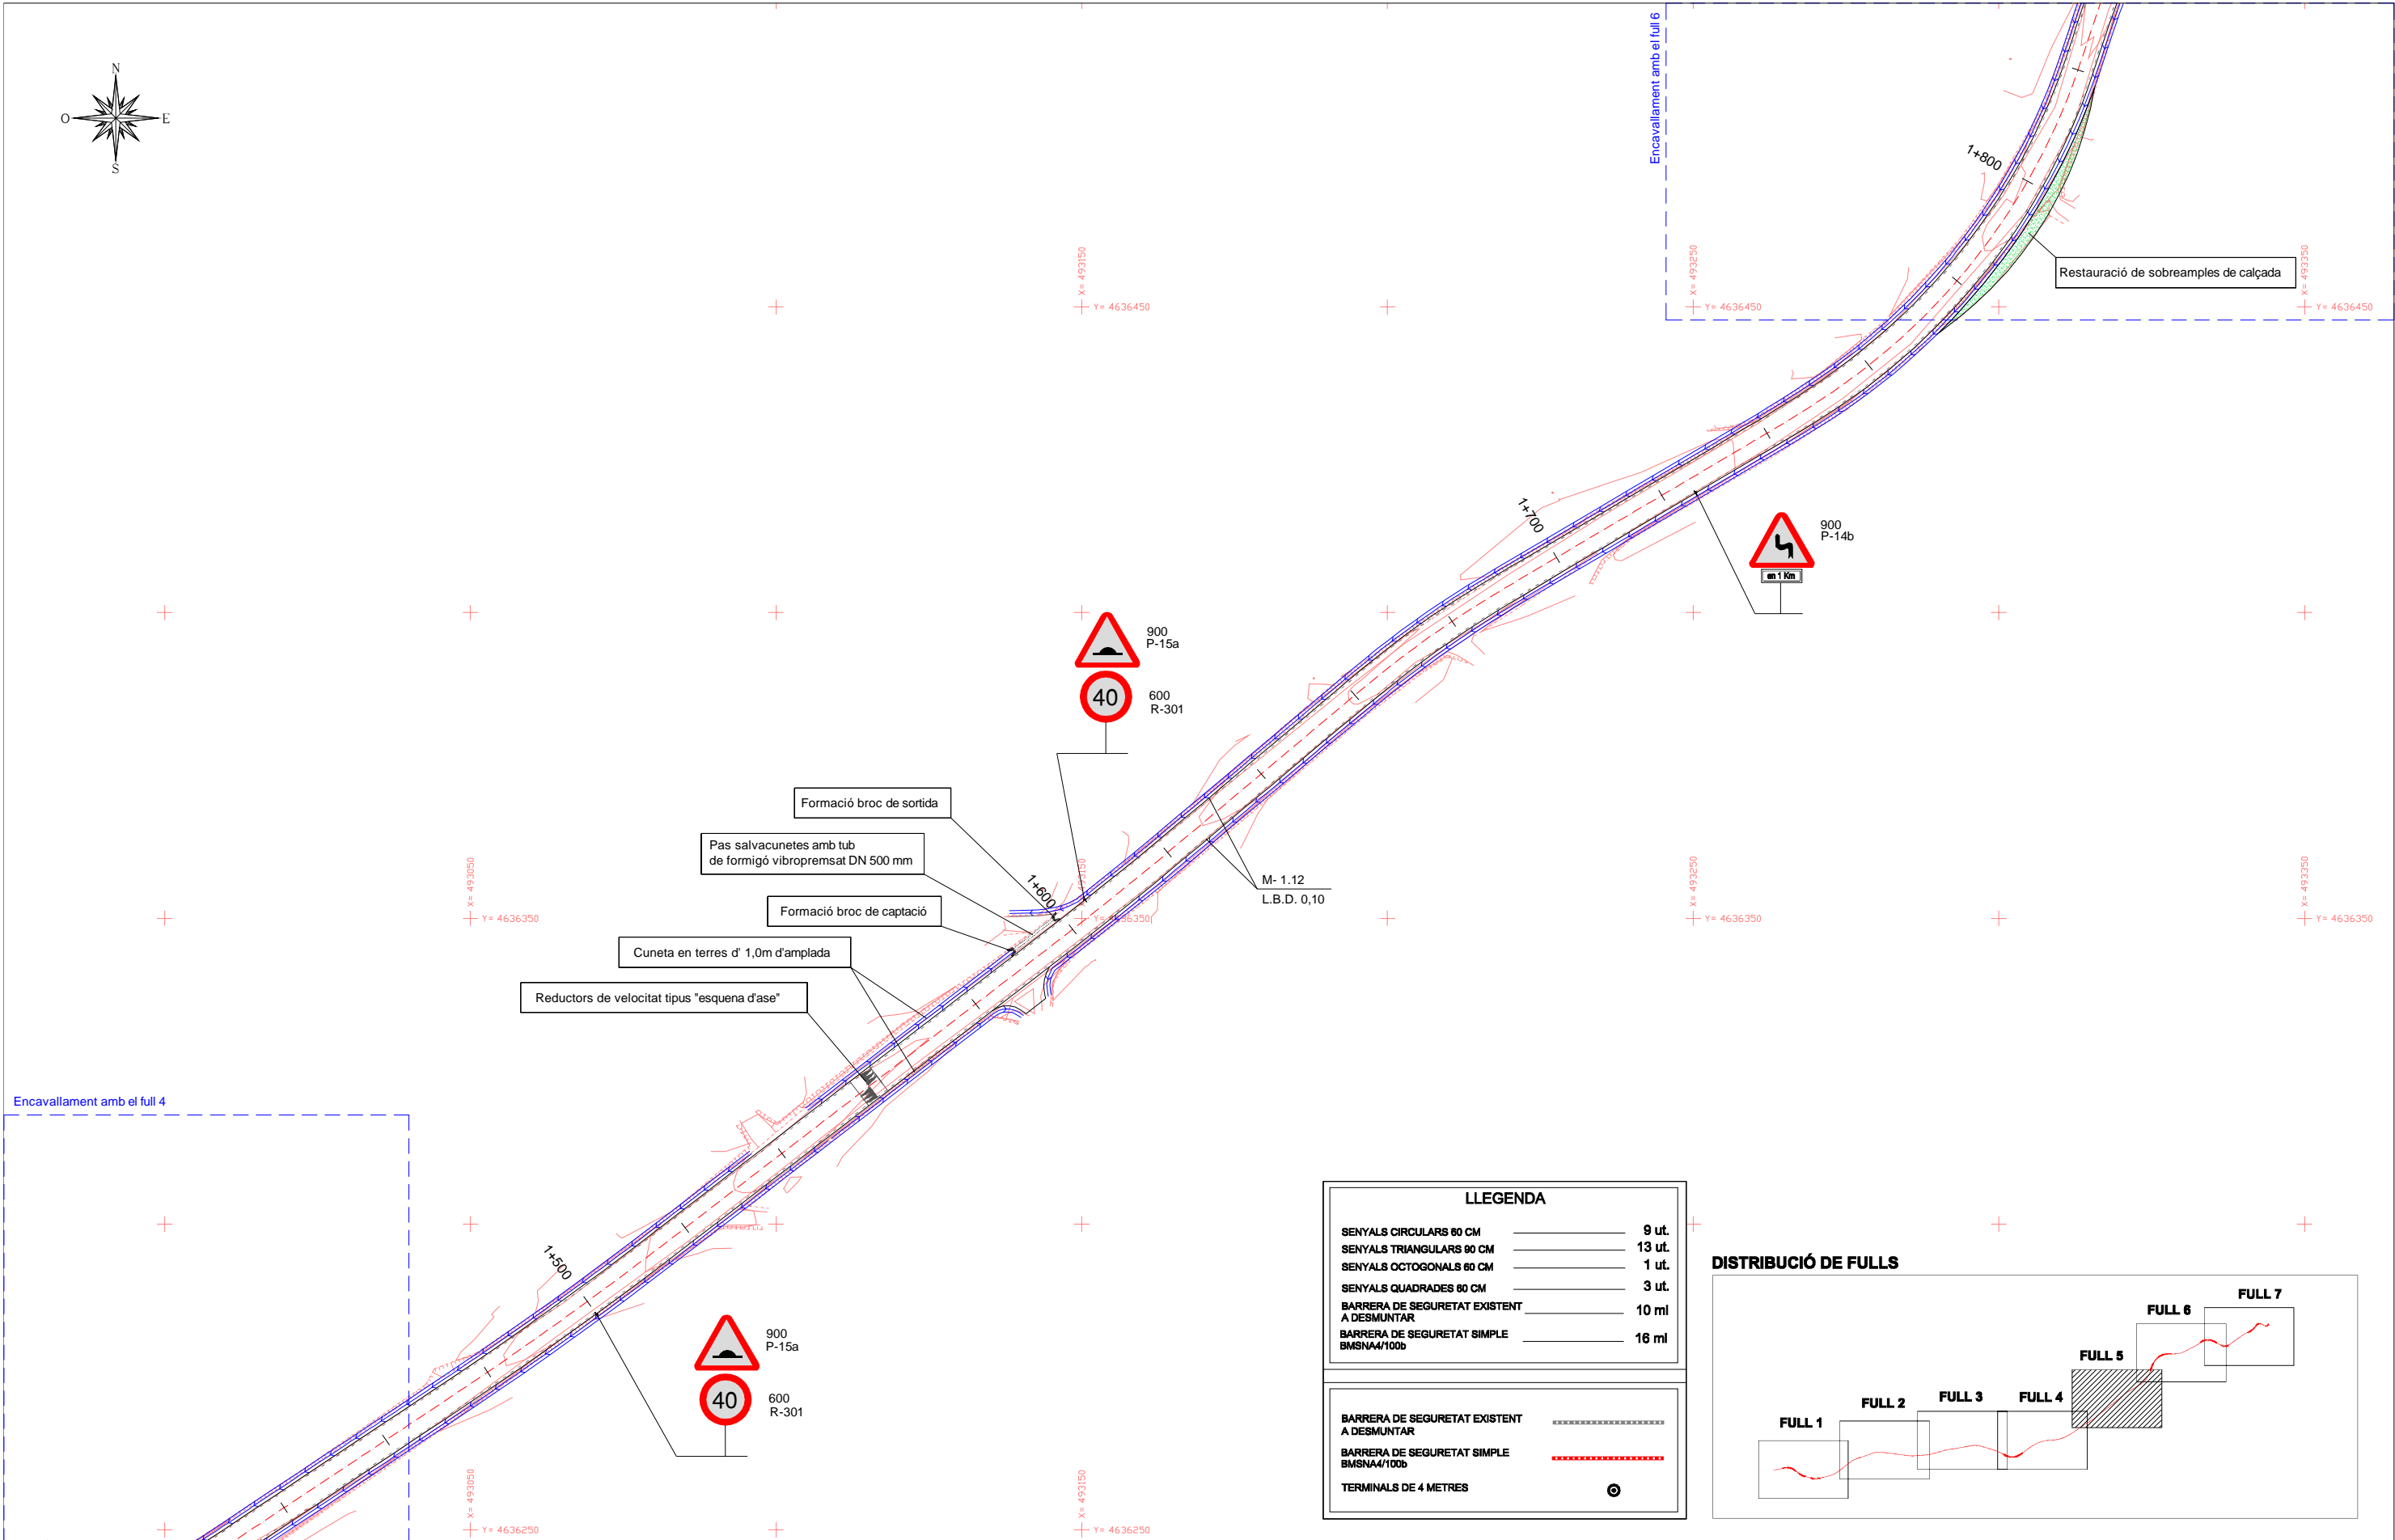 Encavallament amb el full 6
N
O
E
S
1+800
X= 493150
X= 493250
X= 493350
Restauració de sobreamples de calçada
Y= 4636450
Y= 4636450
Y= 4636450
1+700
900
P-14b
en 1 Km
900
P-15a
40
600
R-301
Formació broc de sortida
Pas salvacunetes amb tub
de formigó vibropremsat DN 500 mm
1+600
Formació broc de captació
M- 1.12
L.B.D. 0,10
X= 493050
493150
X= 493250
X= 493350
Y= 4636350
Y= 4636350
Y= 4636350
Y= 4636350
Cuneta en terres d' 1,0m d'amplada
Reductors de velocitat tipus "esquena d'ase"
Encavallament amb el full 4
1+500
900
P-15a
40
600
R-301
X= 493050
X= 493150
Y= 4636250
Y= 4636250
LLEGENDA
SENYALS CIRCULARS 60 CM 9 ut.
SENYALS TRIANGULARS 90 CM 13 ut.
SENYALS OCTOGONALS 60 CM 1 ut.
SENYALS QUADRADES 60 CM 3 ut.
BARRERA DE SEGURETAT EXISTENT
A DESMUNTAR 10 ml
BARRERA DE SEGURETAT SIMPLE
BMSNA4/100b 16 ml
BARRERA DE SEGURETAT EXISTENT
A DESMUNTAR
BARRERA DE SEGURETAT SIMPLE
BMSNA4/100b
TERMINALS DE 4 METRES
DISTRIBUCIÓ DE FULLS
FULL 1
FULL 2
FULL 3
FULL 4
FULL 5
FULL 6
FULL 7